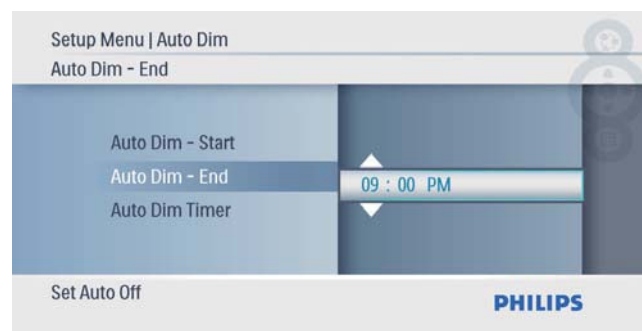 Setup Menu | Auto Dim
Auto Dim - End
Auto Dim - Start
Auto Dim - End
09 : 00 PM
Auto Dim Timer
Set Auto Off
PHILIPS